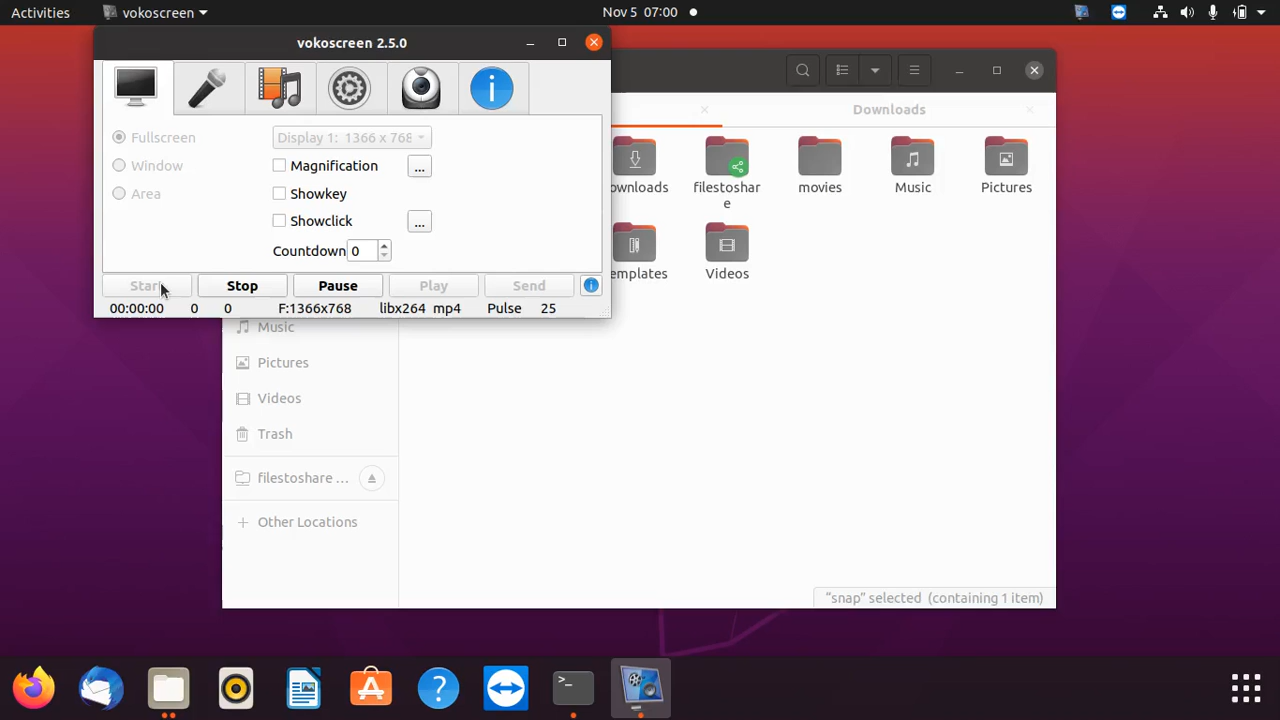 Activities
vokoscreen
Nov 5 07:00
vokoscreen 2.5.0
Fullscreen
Display 1: 1366 x 768
Window
Magnification
...
Area
Showkey
Showclick
...
Countdown
0
Start
Stop
Pause
Play
Send
00:00:00
0
0
F:1366x768
libx264
mp4
Pulse
25
Downloads
filestoshar
e
movies
Music
Pictures
Videos
Music
Pictures
Videos
Trash
filestoshare ...
+ Other Locations
"snap" selected (containing 1 item)
?
>_